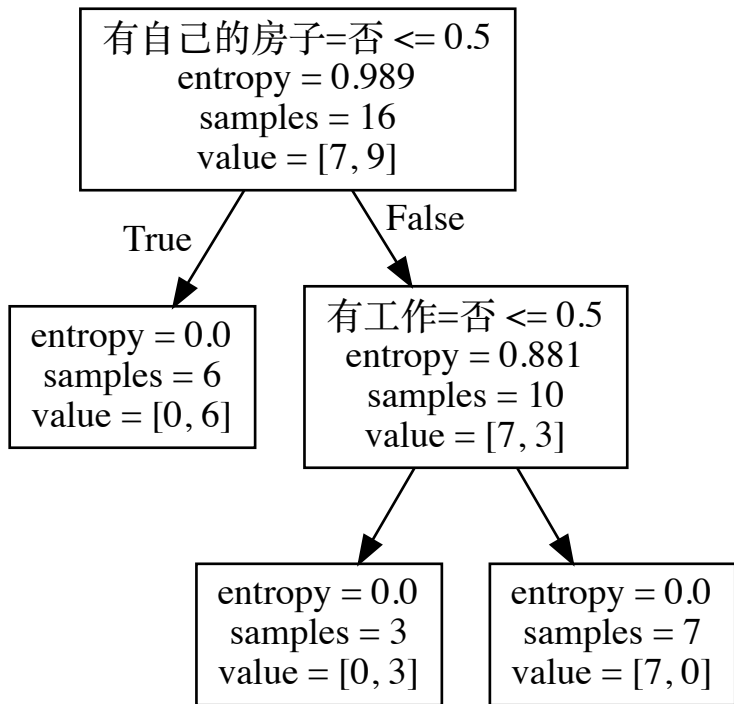 有自己的房子=否 <= 0.5
entropy = 0.989
samples = 16
value = [7, 9]
True
False
entropy = 0.0
samples = 6
value = [0, 6]
有工作=否 <= 0.5
entropy = 0.881
samples = 10
value = [7, 3]
entropy = 0.0
samples = 3
value = [0, 3]
entropy = 0.0
samples = 7
value = [7, 0]